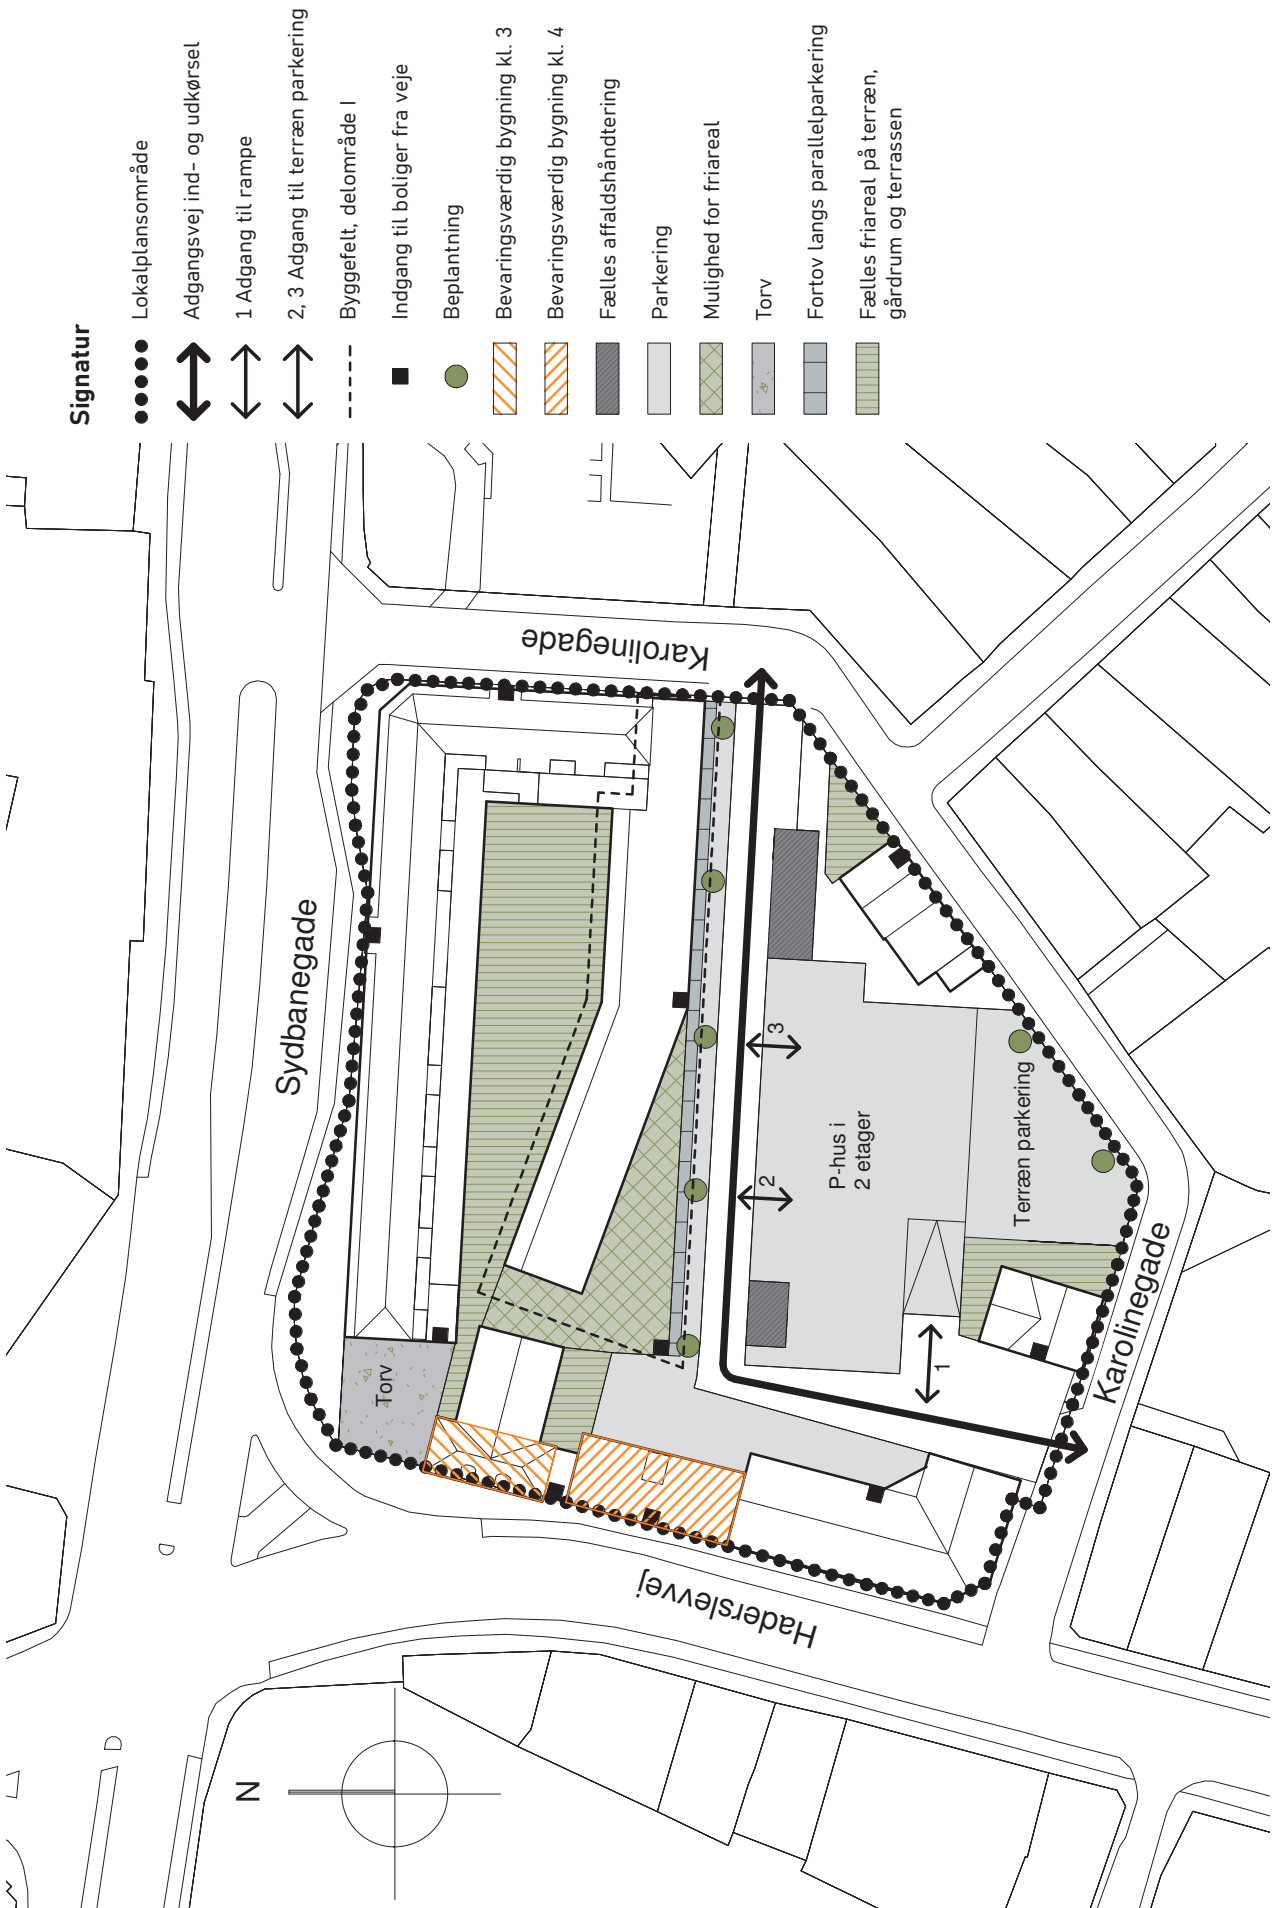 Signatur
Lokalplansområde
Adgangsvej ind- og udkørsel
1 Adgang til rampe
2, 3 Adgang til terræn parkering
Byggefelt, delområde I
Indgang til boliger fra veje
Beplantning
Bevaringsværdig bygning kl. 3
Bevaringsværdig bygning kl. 4
Fælles affaldshåndtering
Parkering
Mulighed for friareal
Torv
Fortov langs parallelparkering
Fælles friareal på terræn,
gårdrum og terrassen
Sydbanegade
Karolinegade
Torv
3
2
P-hus i
2 etager
Terræn parkering
1
Karolinegade
Haderslevvej
N